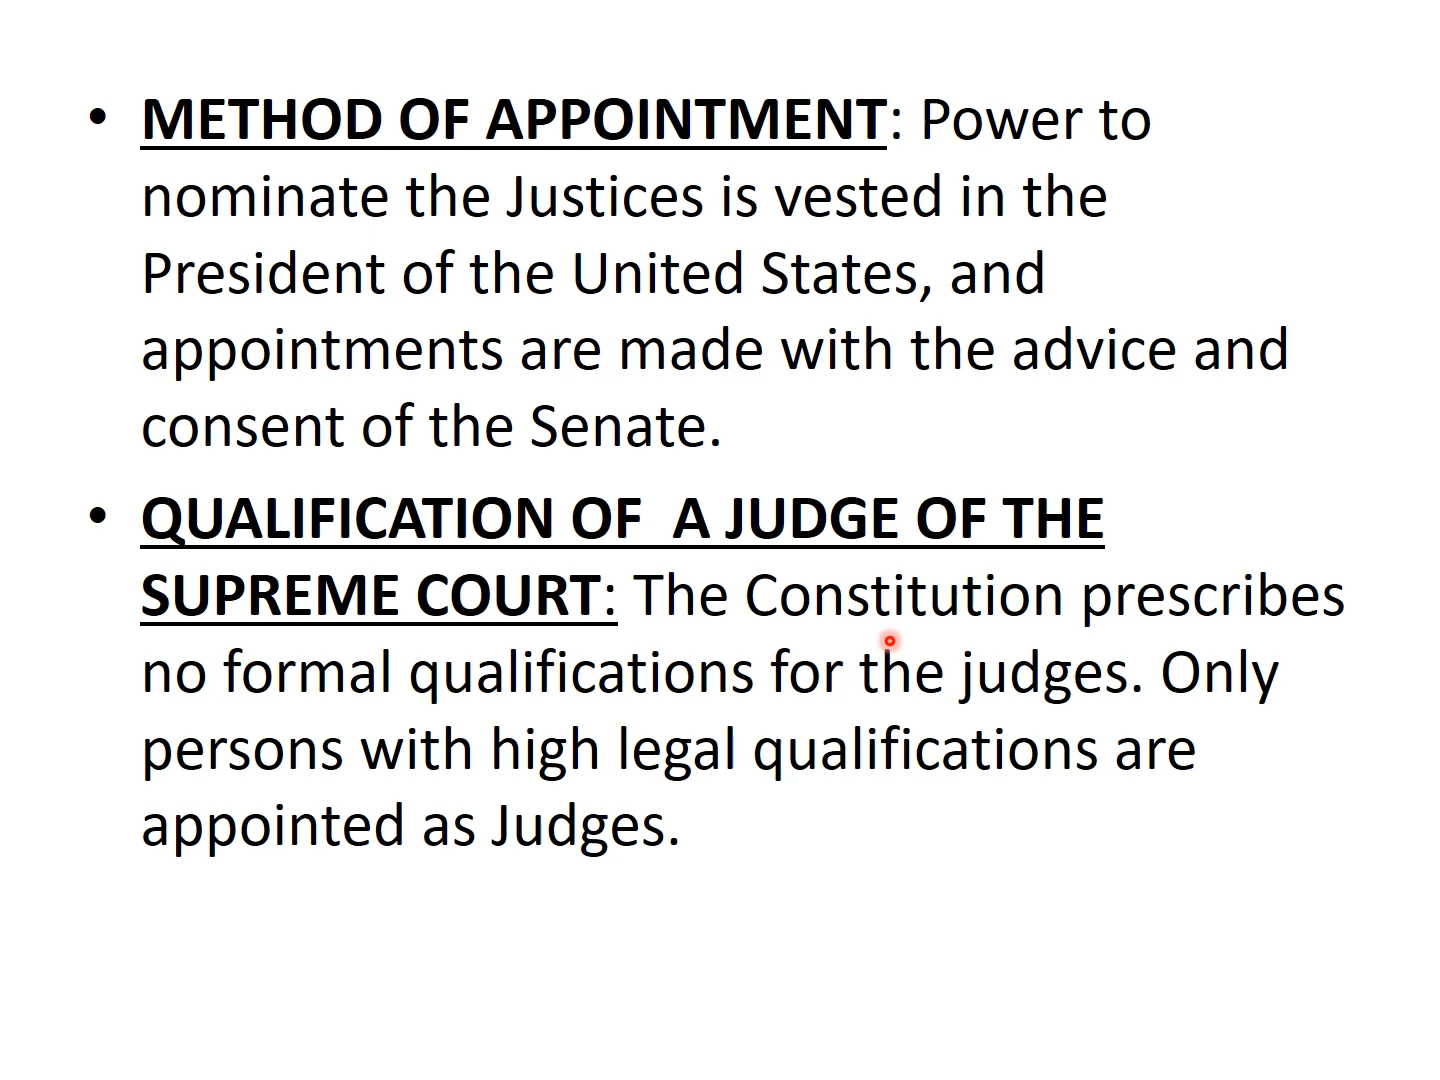 • METHOD OF APPOINTMENT: Power to
nominate the Justices is vested in the
President of the United States, and
appointments are made with the advice and
consent of the Senate.
• QUALIFICATION OF  A JUDGE OF THE
SUPREME COURT: The Constitution prescribes
no formal qualifications for the judges. Only
persons with high legal qualifications are
appointed as Judges.